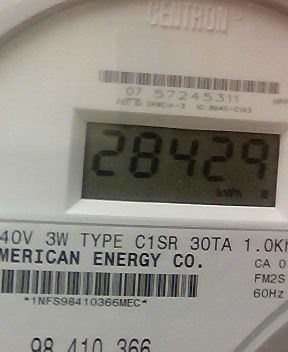 CENTRON®
07 57245311
28429
kWh
40V 3W TYPE C1SR 30TA 1.0K
MERICAN ENERGY CO.
CA 0
FM2S
60Hz
*1NFS98410366MEC*
98 410 366